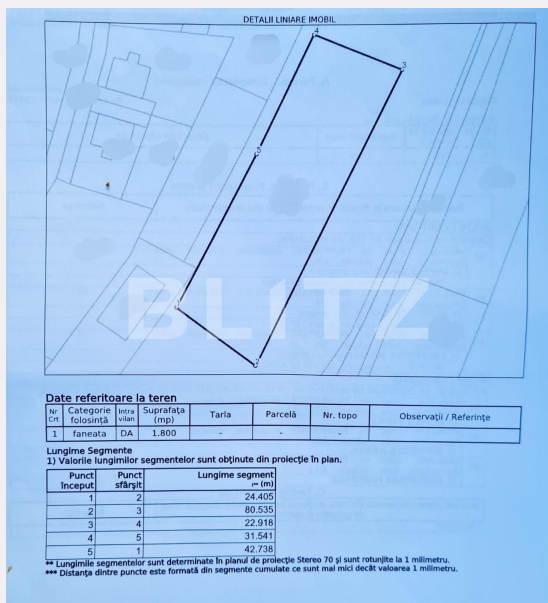 DETALII LINIARE IMOBIL
4
3
5
1
2
BLITZ
Date referitoare la teren
Nr Crt Categorie folosință Intra vilan Suprafața (mp) Tarla Parcelă Nr. topo Observații / Referințe
1 faneata DA 1.800 - - -
Lungime Segmente
1) Valorile lungimilor segmentelor sunt obținute din proiecție în plan.
Punct început Punct sfârșit Lungime segment (m)
1 2 24.405
2 3 80.535
3 4 22.918
4 5 31.541
5 1 42.738
** Lungimile segmentelor sunt determinate în planul de proiecție Stereo 70 și sunt rotunjite la 1 milimetru.
*** Distanța dintre puncte este formată din segmente cumulate ce sunt mai mici decât valoarea 1 milimetru.